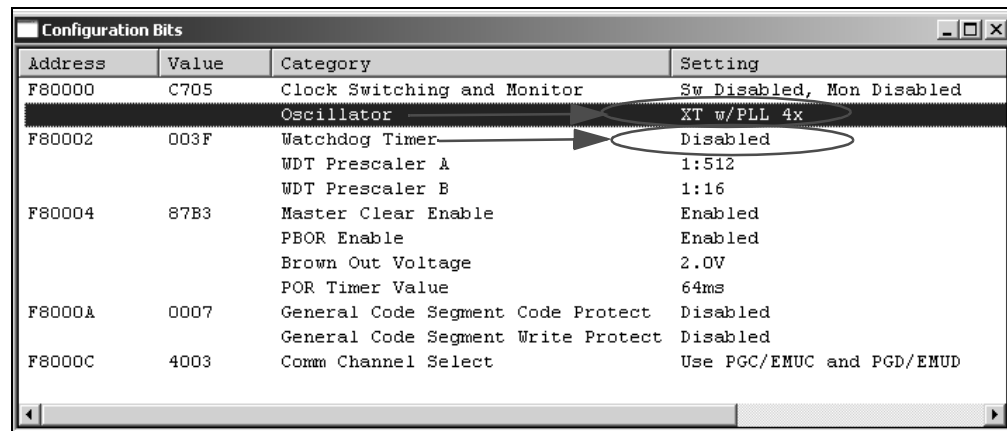 Configuration Bits
Address Value Category Setting
F80000 C705 Clock Switching and Monitor Sw Disabled, Mon Disabled
Oscillator XT w/PLL 4x
F80002 003F Watchdog Timer Disabled
WDT Prescaler A 1:512
WDT Prescaler B 1:16
F80004 87B3 Master Clear Enable Enabled
PBOR Enable Enabled
Brown Out Voltage 2.0V
POR Timer Value 64ms
F8000A 0007 General Code Segment Code Protect Disabled
General Code Segment Write Protect Disabled
F8000C 4003 Comm Channel Select Use PGC/EMUC and PGD/EMUD